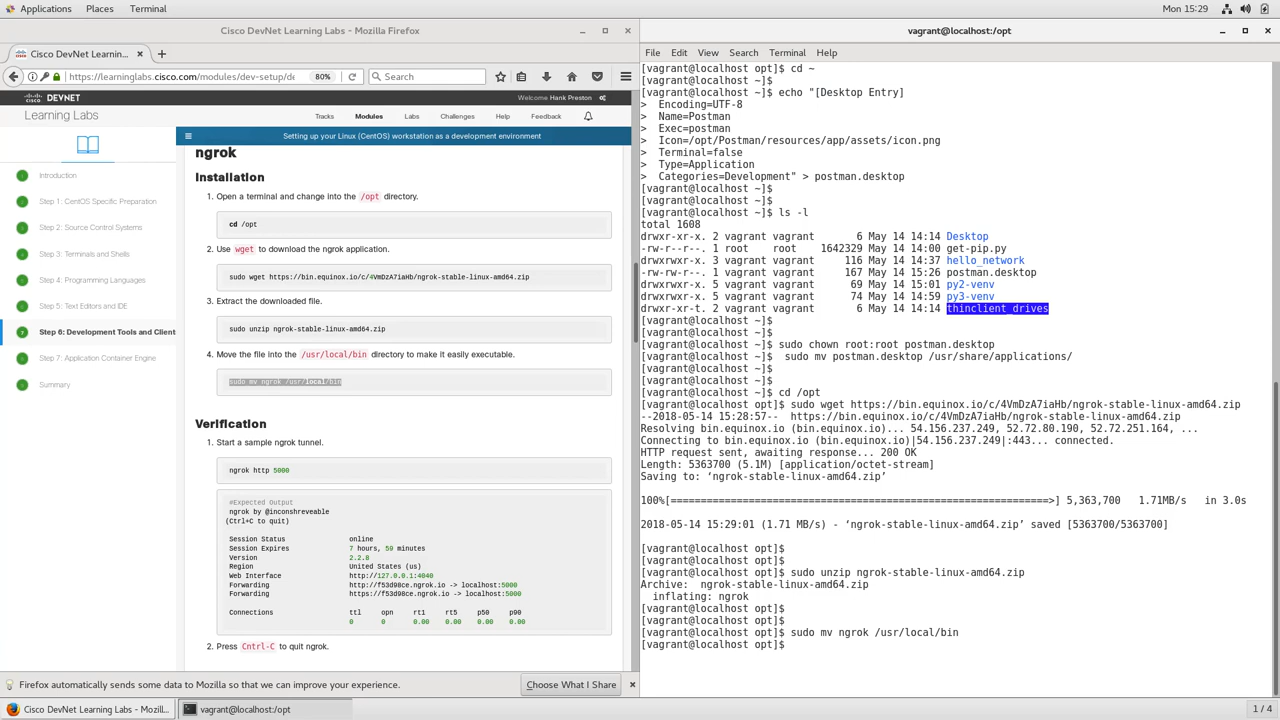 Applications Places Terminal Mon 15:29
Cisco DevNet Learning Labs - Mozilla Firefox
Cisco DevNet Learnin...
https://learninglabs.cisco.com/modules/dev-setup/de 80% Search
CISCO DEVNET Welcome Hank Preston
Learning Labs Tracks Modules Labs Challenges Help Feedback
Setting up your Linux (CentOS) workstation as a development environment
Introduction
Step 1: CentOS Specific Preparation
Step 2: Source Control Systems
Step 3: Terminals and Shells
Step 4: Programming Languages
Step 5: Text Editors and IDE
Step 6: Development Tools and Client
Step 7: Application Container Engine
Summary
ngrok
Installation
1. Open a terminal and change into the /opt directory.
cd /opt
2. Use wget to download the ngrok application.
sudo wget https://bin.equinox.io/c/4VmDzA7iaHb/ngrok-stable-linux-amd64.zip
3. Extract the downloaded file.
sudo unzip ngrok-stable-linux-amd64.zip
4. Move the file into the /usr/local/bin directory to make it easily executable.
sudo mv ngrok /usr/local/bin
Verification
1. Start a sample ngrok tunnel.
ngrok http 5000
#Expected Output
ngrok by @inconshreveable
(Ctrl+C to quit)
Session Status online
Session Expires 7 hours, 59 minutes
Version 2.2.8
Region United States (us)
Web Interface http://127.0.0.1:4040
Forwarding http://f53d98ce.ngrok.io -> localhost:5000
Forwarding https://f53d98ce.ngrok.io -> localhost:5000
Connections ttl opn rt1 rt5 p50 p90
0 0 0.00 0.00 0.00 0.00
2. Press Cntrl-C to quit ngrok.
Firefox automatically sends some data to Mozilla so that we can improve your experience. Choose What I Share
vagrant@localhost:/opt
File Edit View Search Terminal Help
[vagrant@localhost opt]$ cd ~
[vagrant@localhost ~]$
[vagrant@localhost ~]$ echo "[Desktop Entry]
> Encoding=UTF-8
> Name=Postman
> Exec=postman
> Icon=/opt/Postman/resources/app/assets/icon.png
> Terminal=false
> Type=Application
> Categories=Development" > postman.desktop
[vagrant@localhost ~]$
[vagrant@localhost ~]$
[vagrant@localhost ~]$ ls -l
total 1608
drwxr-xr-x. 2 vagrant vagrant 6 May 14 14:14 Desktop
-rw-r--r--. 1 root root 1642329 May 14 14:00 get-pip.py
drwxrwxr-x. 3 vagrant vagrant 116 May 14 14:37 hello_network
-rw-rw-r--. 1 vagrant vagrant 167 May 14 15:26 postman.desktop
drwxrwxr-x. 5 vagrant vagrant 69 May 14 15:01 py2-venv
drwxrwxr-x. 5 vagrant vagrant 74 May 14 14:59 py3-venv
drwxr-xr-t. 2 vagrant vagrant 6 May 14 14:14 thinclient_drives
[vagrant@localhost ~]$
[vagrant@localhost ~]$
[vagrant@localhost ~]$ sudo chown root:root postman.desktop
[vagrant@localhost ~]$ sudo mv postman.desktop /usr/share/applications/
[vagrant@localhost ~]$
[vagrant@localhost ~]$
[vagrant@localhost ~]$ cd /opt
[vagrant@localhost opt]$ sudo wget https://bin.equinox.io/c/4VmDzA7iaHb/ngrok-stable-linux-amd64.zip
--2018-05-14 15:28:57-- https://bin.equinox.io/c/4VmDzA7iaHb/ngrok-stable-linux-amd64.zip
Resolving bin.equinox.io (bin.equinox.io)... 54.156.237.249, 52.72.80.190, 52.72.251.164, ...
Connecting to bin.equinox.io (bin.equinox.io)|54.156.237.249|:443... connected.
HTTP request sent, awaiting response... 200 OK
Length: 5363700 (5.1M) [application/octet-stream]
Saving to: ‘ngrok-stable-linux-amd64.zip’
100%[================================================================>] 5,363,700 1.71MB/s in 3.0s
2018-05-14 15:29:01 (1.71 MB/s) - ‘ngrok-stable-linux-amd64.zip’ saved [5363700/5363700]
[vagrant@localhost opt]$
[vagrant@localhost opt]$
[vagrant@localhost opt]$ sudo unzip ngrok-stable-linux-amd64.zip
Archive: ngrok-stable-linux-amd64.zip
inflating: ngrok
[vagrant@localhost opt]$
[vagrant@localhost opt]$
[vagrant@localhost opt]$ sudo mv ngrok /usr/local/bin
[vagrant@localhost opt]$
Cisco DevNet Learning Labs - Mozill... vagrant@localhost:/opt 1 / 4